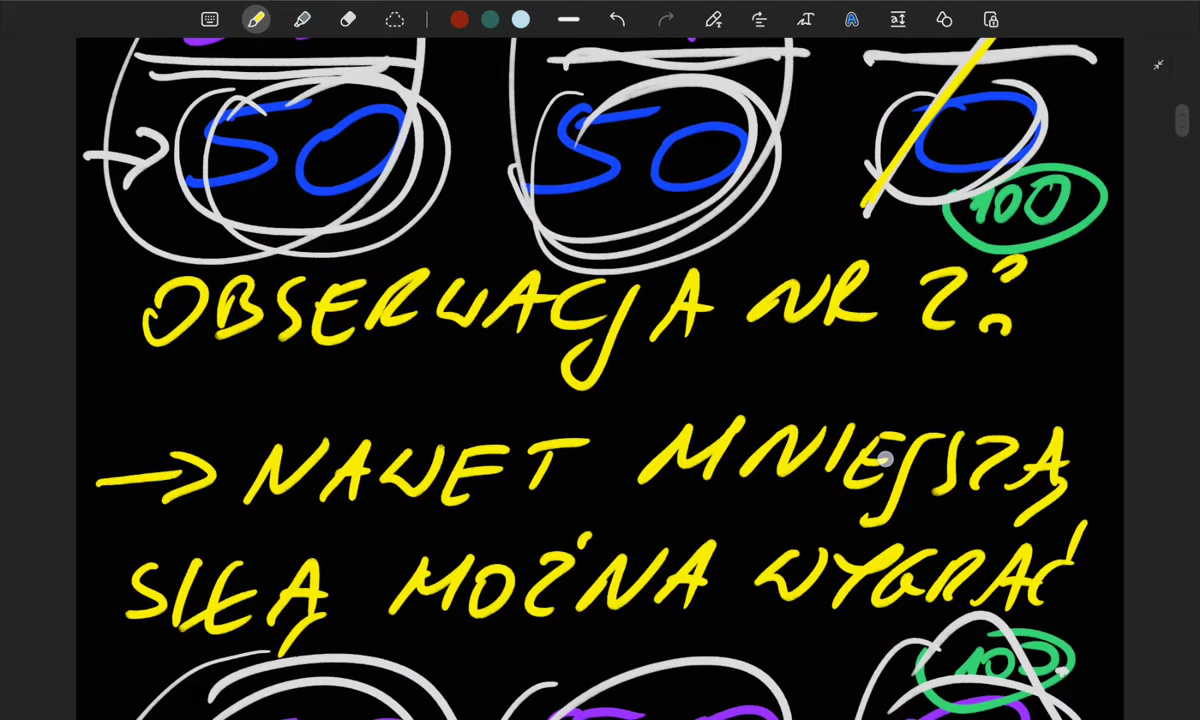 50 50 0
100
OBSERWACJA NR 2?
→ NAWET MNIEJSZĄ
SIŁĄ MOŻNA WYGRAĆ
100